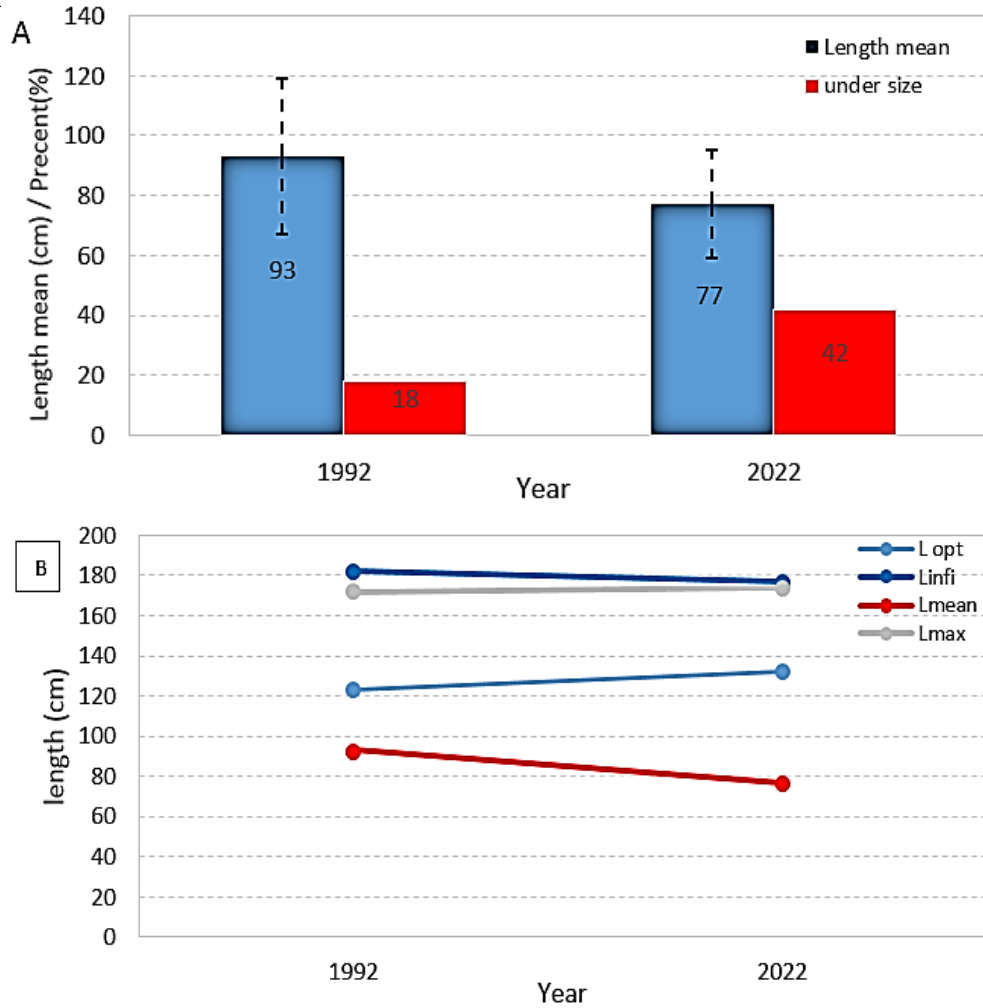 A
140
120
100
80
60
40
20
0
Length mean (cm) / Precent(%)
Length mean
under size
93
18
77
42
1992
2022
Year
B
200
180
160
140
120
100
80
60
40
20
0
length (cm)
L opt
Linfi
Lmean
Lmax
1992
2022
Year